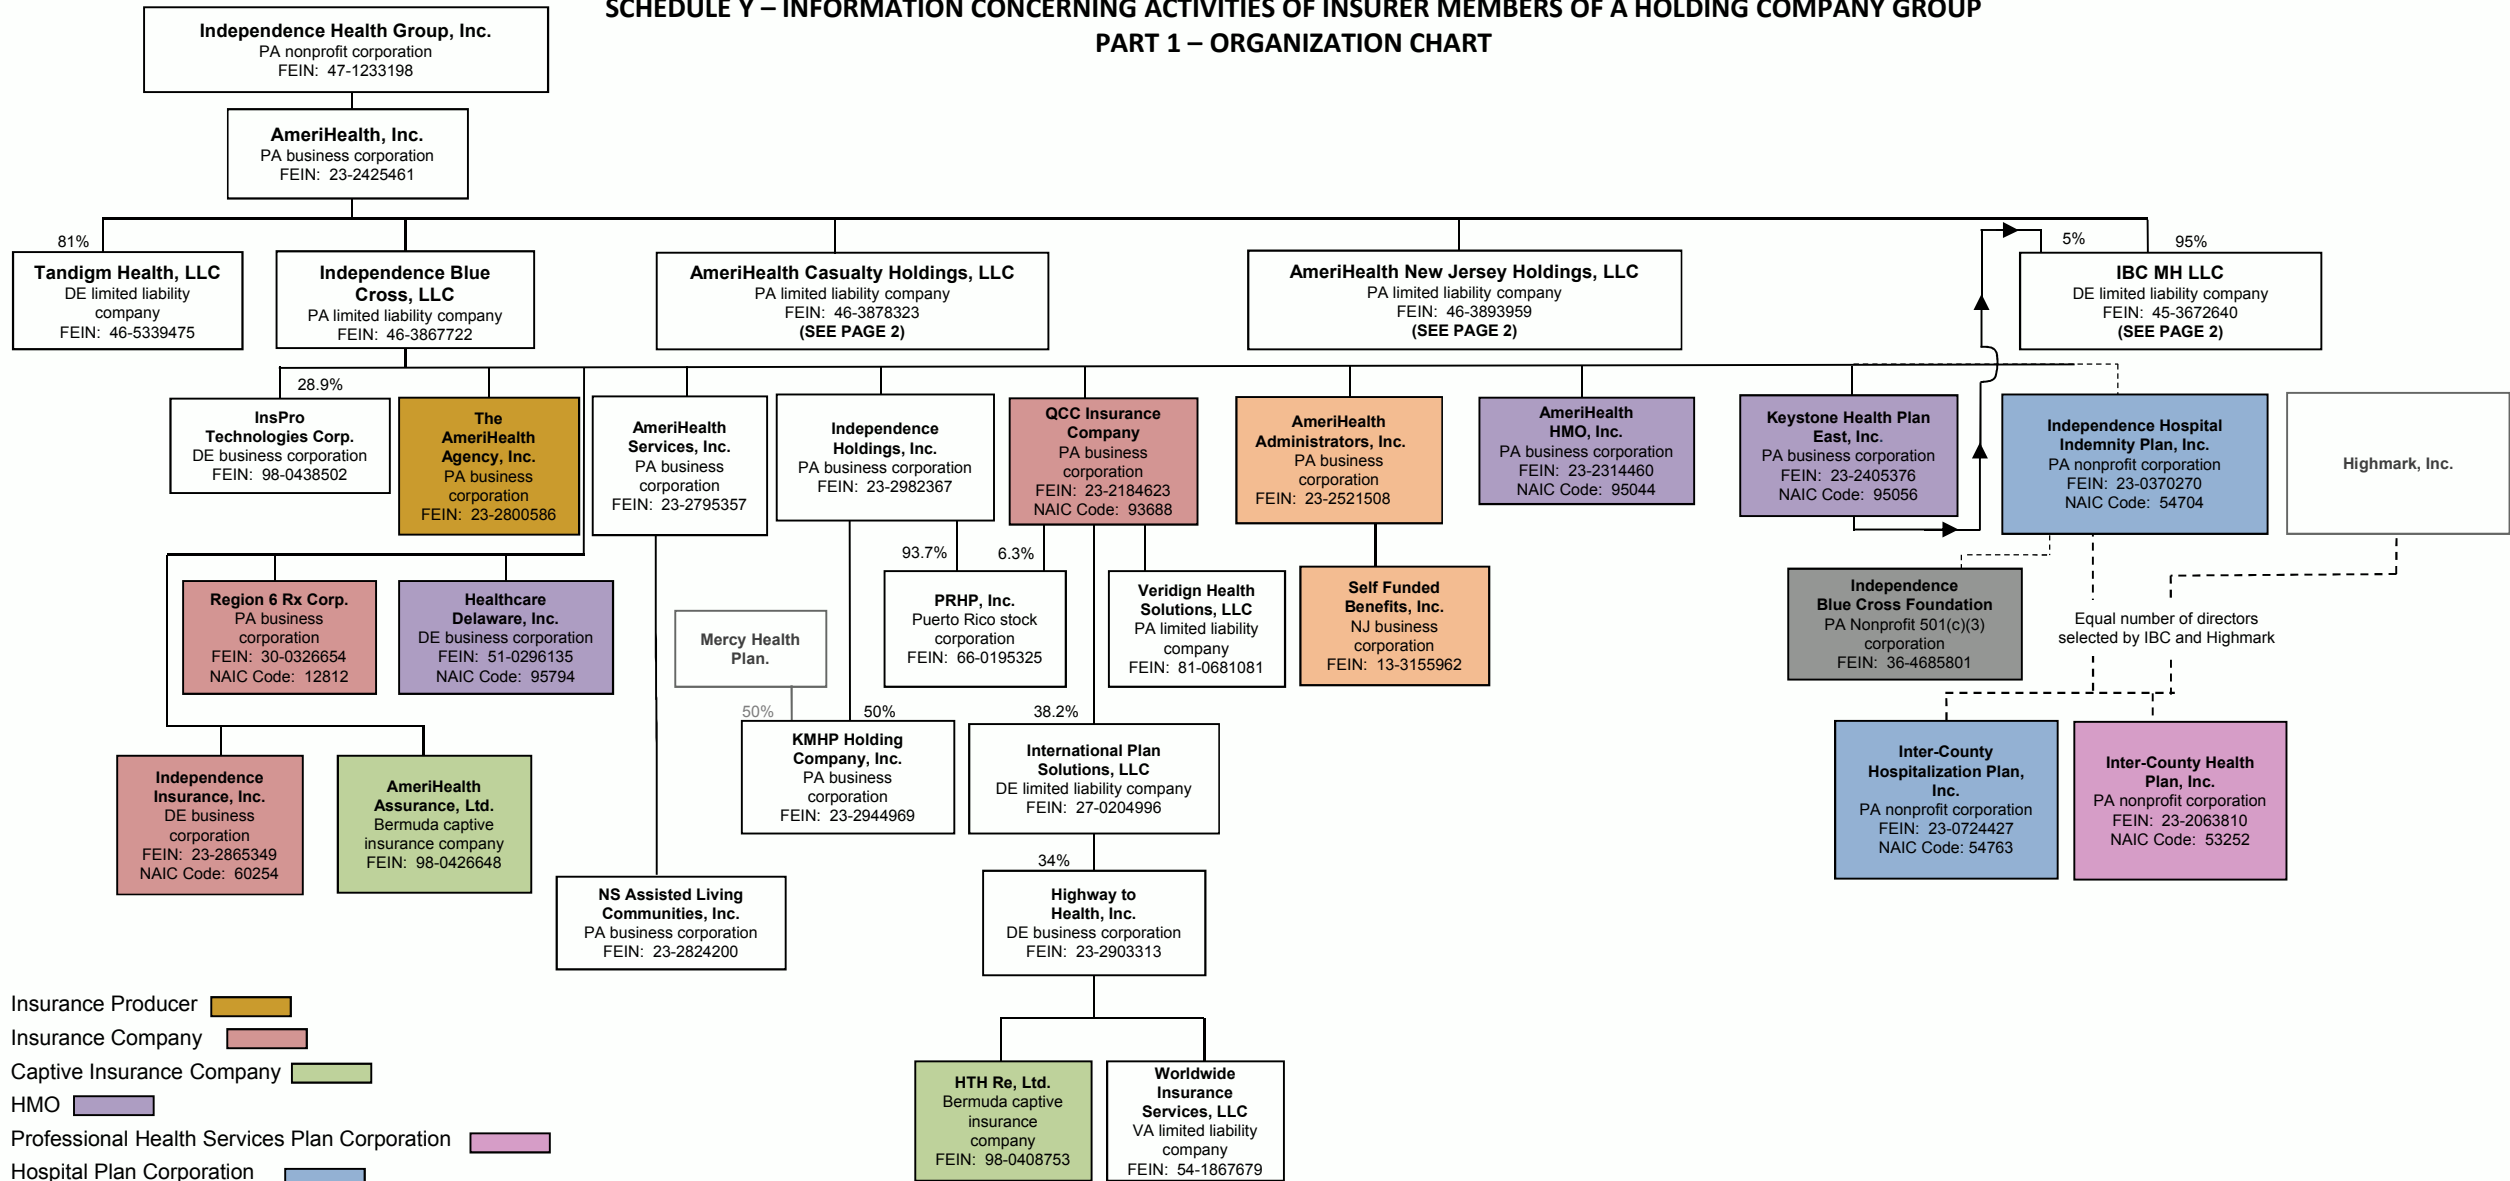 SCHEDULE Y – INFORMATION CONCERNING ACTIVITIES OF INSURER MEMBERS OF A HOLDING COMPANY GROUP
PART 1 – ORGANIZATION CHART
Independence Health Group, Inc.
PA nonprofit corporation
FEIN: 47-1233198
AmeriHealth, Inc.
PA business corporation
FEIN: 23-2425461
81%
Tandigm Health, LLC
DE limited liability
company
FEIN: 46-5339475
Independence Blue
Cross, LLC
PA limited liability company
FEIN: 46-3867722
AmeriHealth Casualty Holdings, LLC
PA limited liability company
FEIN: 46-3878323
(SEE PAGE 2)
AmeriHealth New Jersey Holdings, LLC
PA limited liability company
FEIN: 46-3893959
(SEE PAGE 2)
5%
95%
IBC MH LLC
DE limited liability company
FEIN: 45-3672640
(SEE PAGE 2)
28.9%
InsPro
Technologies Corp.
DE business corporation
FEIN: 98-0438502
The
AmeriHealth
Agency, Inc.
PA business
corporation
FEIN: 23-2800586
AmeriHealth
Services, Inc.
PA business
corporation
FEIN: 23-2795357
Independence
Holdings, Inc.
PA business corporation
FEIN: 23-2982367
QCC Insurance
Company
PA business
corporation
FEIN: 23-2184623
NAIC Code: 93688
AmeriHealth
Administrators, Inc.
PA business
corporation
FEIN: 23-2521508
AmeriHealth
HMO, Inc.
PA business corporation
FEIN: 23-2314460
NAIC Code: 95044
Keystone Health Plan
East, Inc.
PA business corporation
FEIN: 23-2405376
NAIC Code: 95056
Independence Hospital
Indemnity Plan, Inc.
PA nonprofit corporation
FEIN: 23-0370270
NAIC Code: 54704
Highmark, Inc.
Region 6 Rx Corp.
PA business
corporation
FEIN: 30-0326654
NAIC Code: 12812
Healthcare
Delaware, Inc.
DE business corporation
FEIN: 51-0296135
NAIC Code: 95794
Mercy Health
Plan.
93.7%
6.3%
PRHP, Inc.
Puerto Rico stock
corporation
FEIN: 66-0195325
Veridign Health
Solutions, LLC
PA limited liability
company
FEIN: 81-0681081
Self Funded
Benefits, Inc.
NJ business
corporation
FEIN: 13-3155962
Independence
Blue Cross Foundation
PA Nonprofit 501(c)(3)
corporation
FEIN: 36-4685801
Equal number of directors
selected by IBC and Highmark
Independence
Insurance, Inc.
DE business
corporation
FEIN: 23-2865349
NAIC Code: 60254
AmeriHealth
Assurance, Ltd.
Bermuda captive
insurance company
FEIN: 98-0426648
50%
50%
KMHP Holding
Company, Inc.
PA business
corporation
FEIN: 23-2944969
38.2%
International Plan
Solutions, LLC
DE limited liability company
FEIN: 27-0204996
Inter-County
Hospitalization Plan,
Inc.
PA nonprofit corporation
FEIN: 23-0724427
NAIC Code: 54763
Inter-County Health
Plan, Inc.
PA nonprofit corporation
FEIN: 23-2063810
NAIC Code: 53252
NS Assisted Living
Communities, Inc.
PA business corporation
FEIN: 23-2824200
34%
Highway to
Health, Inc.
DE business corporation
FEIN: 23-2903313
HTH Re, Ltd.
Bermuda captive
insurance
company
FEIN: 98-0408753
Worldwide
Insurance
Services, LLC
VA limited liability
company
FEIN: 54-1867679
Insurance Producer
Insurance Company
Captive Insurance Company
HMO
Professional Health Services Plan Corporation
Hospital Plan Corporation